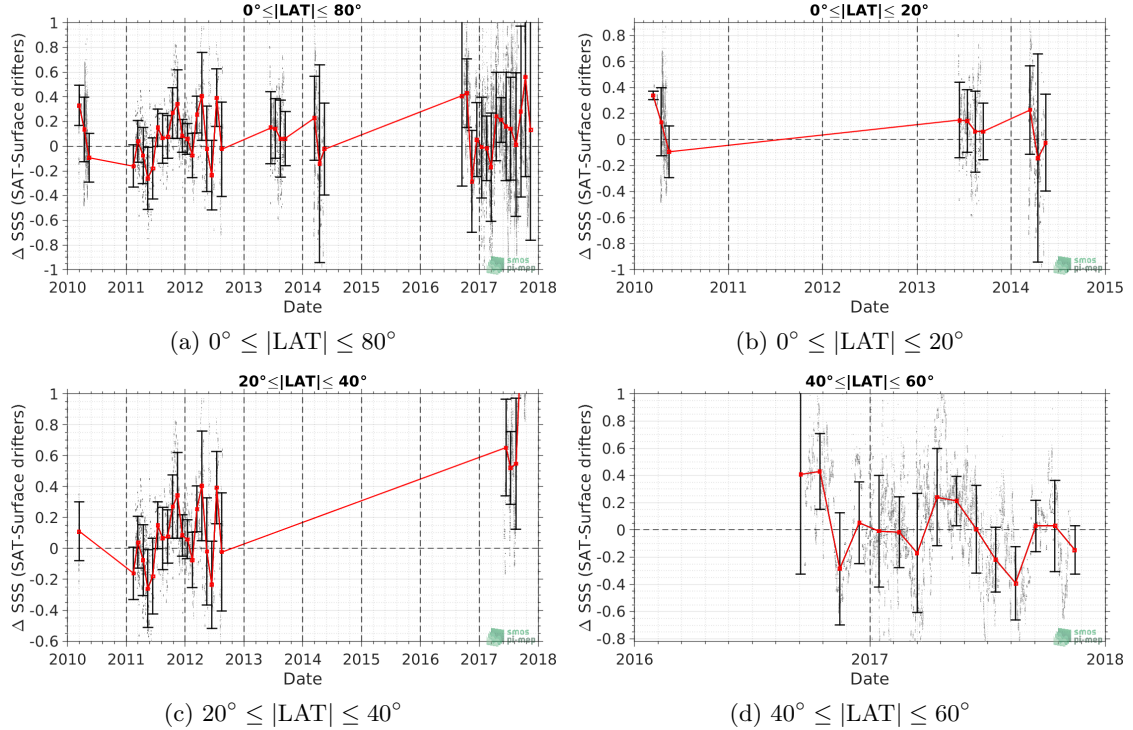 0°≤|LAT|≤ 80°
Δ SSS (SAT-Surface drifters)
1
0.8
0.6
0.4
0.2
0
-0.2
-0.4
-0.6
-0.8
-1
2010 2011 2012 2013 2014 2015 2016 2017 2018
Date
smos
pi-mep
(a) 0° ≤ |LAT| ≤ 80°
0°≤|LAT|≤ 20°
Δ SSS (SAT-Surface drifters)
1
0.8
0.6
0.4
0.2
0
-0.2
-0.4
-0.6
-0.8
-1
2010 2011 2012 2013 2014 2015
Date
smos
pi-mep
(b) 0° ≤ |LAT| ≤ 20°
20°≤|LAT|≤ 40°
Δ SSS (SAT-Surface drifters)
1
0.8
0.6
0.4
0.2
0
-0.2
-0.4
-0.6
2010 2011 2012 2013 2014 2015 2016 2017 2018
Date
smos
pi-mep
(c) 20° ≤ |LAT| ≤ 40°
40°≤|LAT|≤ 60°
Δ SSS (SAT-Surface drifters)
1
0.8
0.6
0.4
0.2
0
-0.2
-0.4
-0.6
-0.8
2016 2017 2018
Date
smos
pi-mep
(d) 40° ≤ |LAT| ≤ 60°